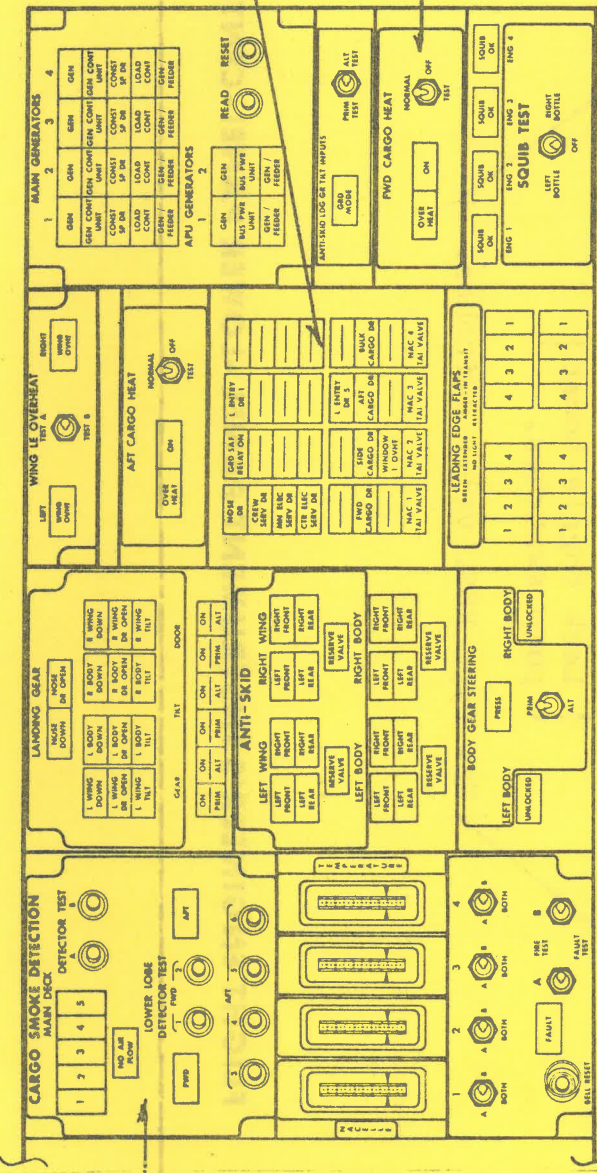 CARGO SMOKE DETECTION
MAIN DECK
1 2 3 4 5
DETECTOR TEST
A B
NO AIR FLOW
LOWER LOBE
DETECTOR TEST
FWD
FWD
1 2
AFT
AFT
3 4 5 6
NACELLE
TEMPERATURE
1 2 3 4
A B A B A B A B
BOTH BOTH BOTH BOTH
BELL RESET
FAULT
FIRE TEST
A B
FAULT TEST
LANDING GEAR
NOSE DOWN
NOSE DR OPEN
L WING DOWN
L BODY DOWN
R BODY DOWN
R WING DOWN
L WING DR OPEN
L BODY DR OPEN
R BODY DR OPEN
R WING DR OPEN
L WING TILT
L BODY TILT
R BODY TILT
R WING TILT
GEAR TILT DOOR
ON ON ON ON ON ON
PRIM ALT PRIM ALT PRIM ALT
ANTI-SKID
LEFT WING RIGHT WING
LEFT FRONT RIGHT FRONT LEFT FRONT RIGHT FRONT
LEFT REAR RIGHT REAR LEFT REAR RIGHT REAR
RESERVE VALVE RESERVE VALVE
LEFT BODY RIGHT BODY
LEFT FRONT RIGHT FRONT LEFT FRONT RIGHT FRONT
LEFT REAR RIGHT REAR LEFT REAR RIGHT REAR
RESERVE VALVE RESERVE VALVE
BODY GEAR STEERING
LEFT BODY
PRESS
RIGHT BODY
UNLOCKED
PRIM
ALT
UNLOCKED
WING LE OVERHEAT
LEFT
TEST A
RIGHT
WING OVHT
TEST B
WING OVHT
AFT CARGO HEAT
OVER HEAT
ON
NORMAL
OFF
TEST
NOSE DR
GRD SAF RELAY ON
L ENTRY DR 1
CREW SERV DR
MN ELEC SERV DR
CTR ELEC SERV DR
L ENTRY DR 5
FWD CARGO DR
SIDE CARGO DR
AFT CARGO DR
BULK CARGO DR
WINDOW 1 OVHT
NAC 1 TAI VALVE
NAC 2 TAI VALVE
NAC 3 TAI VALVE
NAC 4 TAI VALVE
LEADING EDGE FLAPS
GREEN EXTENDED AMBER - IN TRANSIT
NO LIGHT RETRACTED
1 2 3 4 4 3 2 1
1 2 3 4 4 3 2 1
MAIN GENERATORS
1 2 3 4
GEN GEN GEN GEN
GEN CONT UNIT GEN CONT UNIT GEN CONT UNIT GEN CONT UNIT
CONST SP DR CONST SP DR CONST SP DR CONST SP DR
LOAD CONT LOAD CONT LOAD CONT LOAD CONT
GEN / FEEDER GEN / FEEDER GEN / FEEDER GEN / FEEDER
APU GENERATORS
1 2
GEN GEN
BUS PWR UNIT BUS PWR UNIT
GEN / FEEDER GEN / FEEDER
READ RESET
ANTI-SKID LDG GR TILT INPUTS
GRD MODE
PRIM TEST
ALT TEST
FWD CARGO HEAT
OVER HEAT
ON
NORMAL
OFF
TEST
SQUIB OK SQUIB OK SQUIB OK SQUIB OK
ENG 1 ENG 2 ENG 3 ENG 4
SQUIB TEST
LEFT BOTTLE
RIGHT BOTTLE
OFF